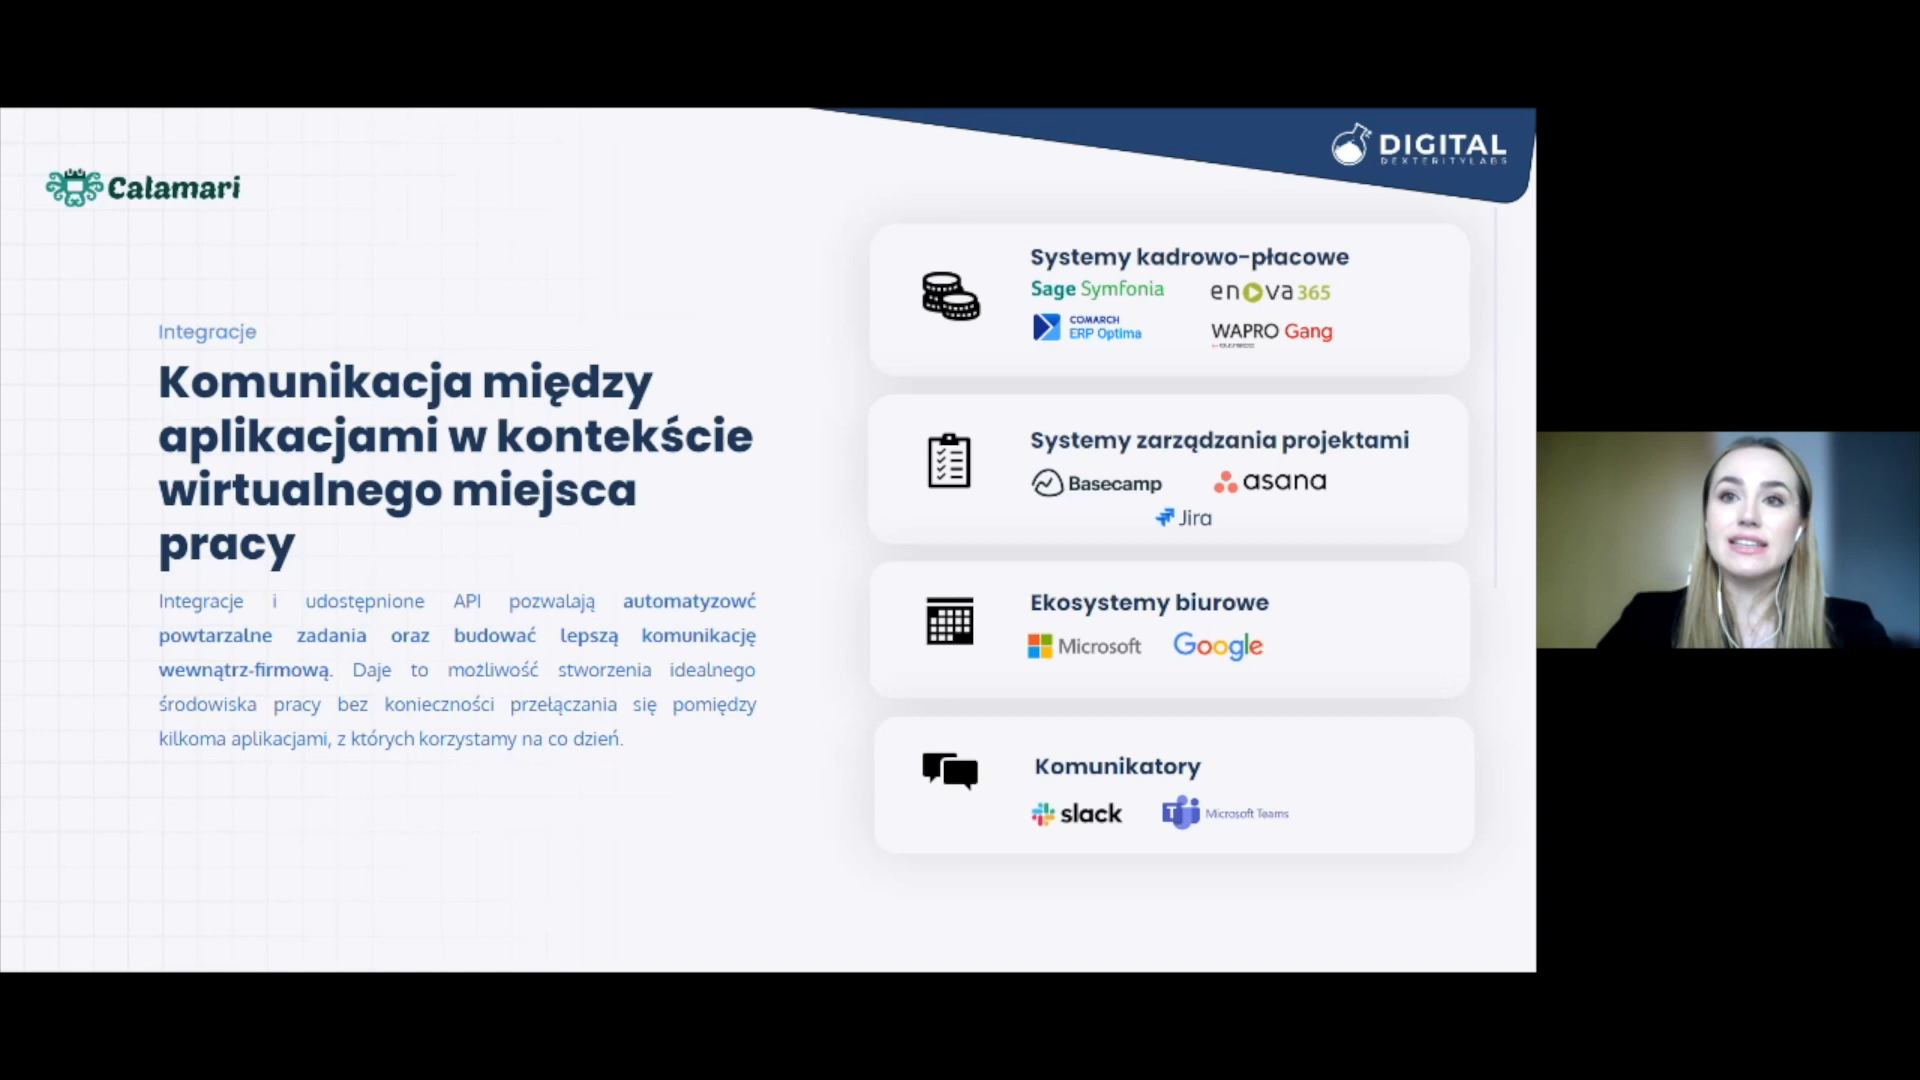 DIGITAL
DEXTERITYLABS
Calamari
Integracje
Komunikacja między
aplikacjami w kontekście
wirtualnego miejsca
pracy
Integracje i udostępnione API pozwalają automatyzowć
powtarzalne zadania oraz budować lepszą komunikację
wewnątrz-firmową. Daje to możliwość stworzenia idealnego
środowiska pracy bez konieczności przełączania się pomiędzy
kilkoma aplikacjami, z których korzystamy na co dzień.
Systemy kadrowo-płacowe
Sage Symfonia
enova365
COMARCH
ERP Optima
WAPRO Gang
Systemy zarządzania projektami
Basecamp
asana
Jira
Ekosystemy biurowe
Microsoft
Google
Komunikatory
slack
T
Microsoft Teams